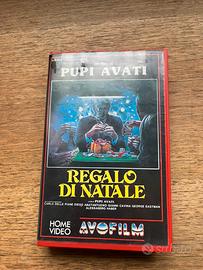 PUPI AVATI
REGALO
DI NATALE
PUPI AVATI
CARLO DELLE PIANE DIEGO ABATANTUONO GIANNI CAVINA GEORGE EASTMAN
ALESSANDRO HABER
HOME
VIDEO
AVOFILM
subito